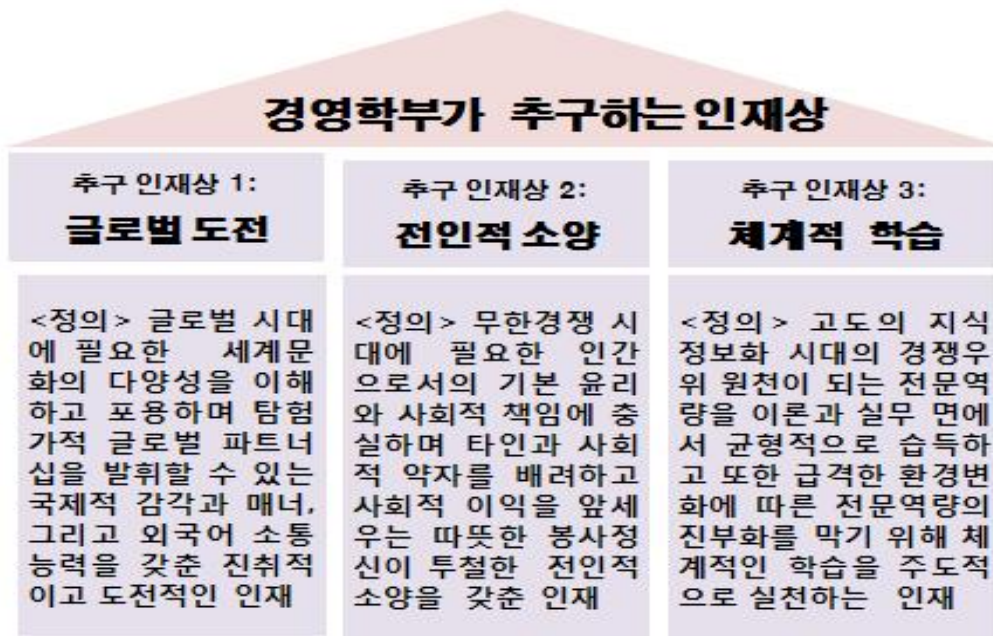 경영학부가 추구하는 인재상
추구 인재상 1:
글로벌 도전
<정의> 글로벌 시대
에 필요한 세계문
화의 다양성을 이해
하고 포용하며 탐험
가적 글로벌 파트너
십을 발휘할 수 있는
국제적 감각과 매너,
그리고 외국어 소통
능력을 갖춘 진취적
이고 도전적인 인재
추구 인재상 2:
전인적 소양
<정의> 무한경쟁 시
대에 필요한 인간
으로서의 기본 윤리
와 사회적 책임에 충
실하며 타인과 사회
적 약자를 배려하고
사회적 이익을 앞세
우는 따뜻한 봉사정
신이 투철한 전인적
소양을 갖춘 인재
추구 인재상 3:
체계적 학습
<정의> 고도의 지식
정보화 시대의 경쟁우
위 원천이 되는 전문역
량을 이론과 실무 면에
서 균형적으로 습득하
고 또한 급격한 환경변
화에 따른 전문역량의
진부화를 막기 위해 체
계적인 학습을 주도적
으로 실천하는 인재